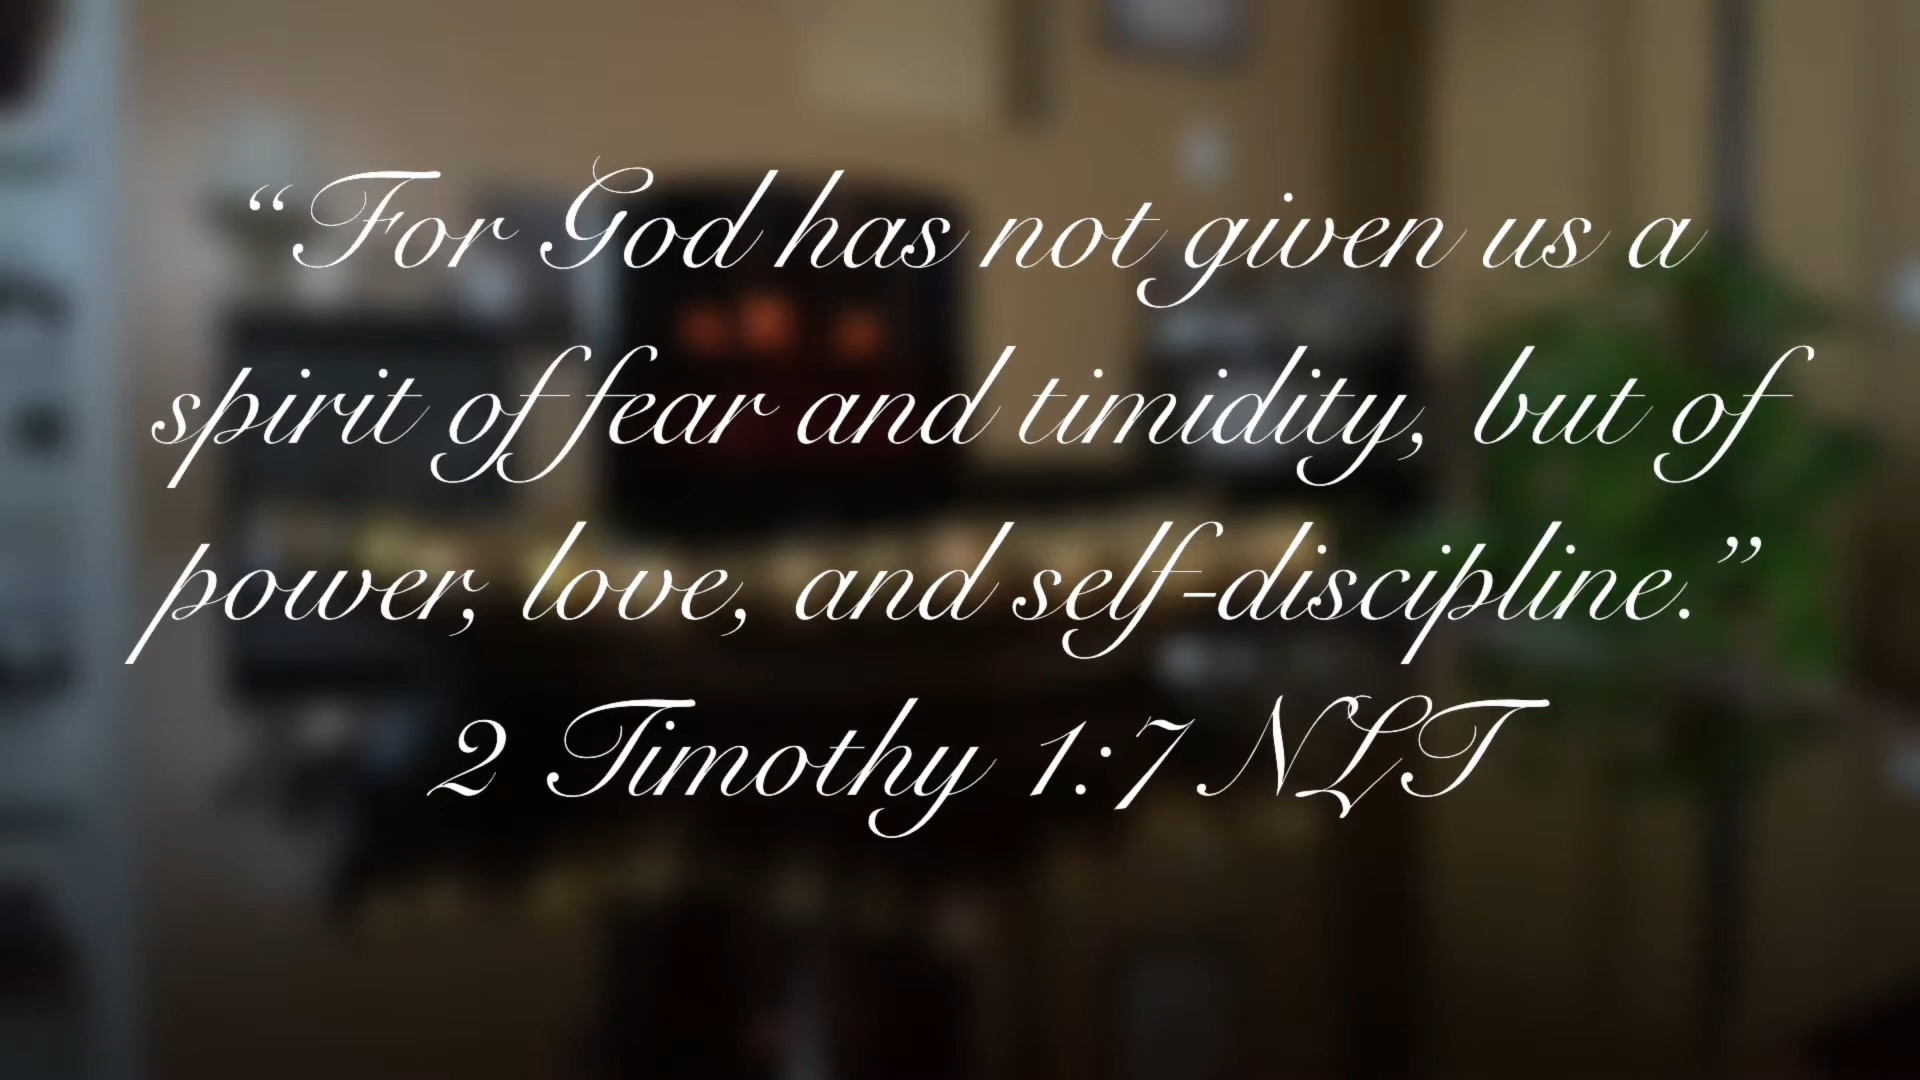 “For God has not given us a
spirit of fear and timidity, but of
power, love, and self-discipline.”
2 Timothy 1:7 NLT